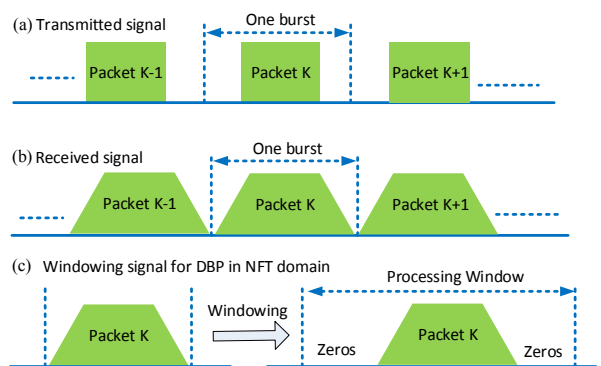 (a) Transmitted signal
One burst
Packet K-1
Packet K
Packet K+1
(b) Received signal
One burst
Packet K-1
Packet K
Packet K+1
(c) Windowing signal for DBP in NFT domain
Processing Window
Packet K
Windowing
Packet K
Zeros
Zeros